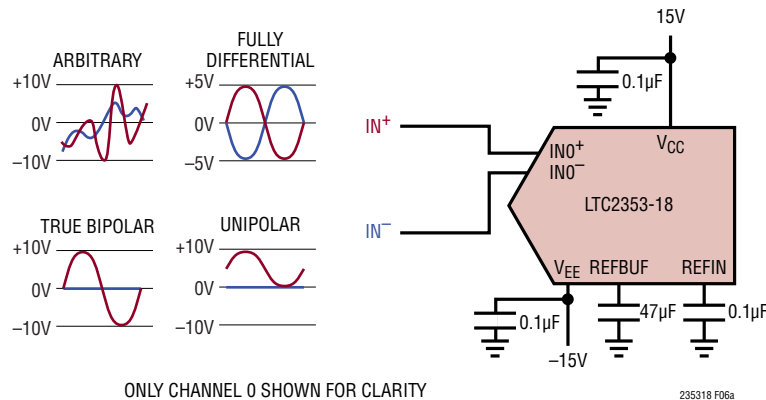 ARBITRARY
+10V
0V
–10V
FULLY
DIFFERENTIAL
+5V
0V
–5V
TRUE BIPOLAR
+10V
0V
–10V
UNIPOLAR
+10V
0V
–10V
15V
0.1µF
IN+
IN–
IN0+
IN0–
VCC
LTC2353-18
VEE
REFBUF
REFIN
0.1µF
47µF
0.1µF
–15V
ONLY CHANNEL 0 SHOWN FOR CLARITY
235318 F06a